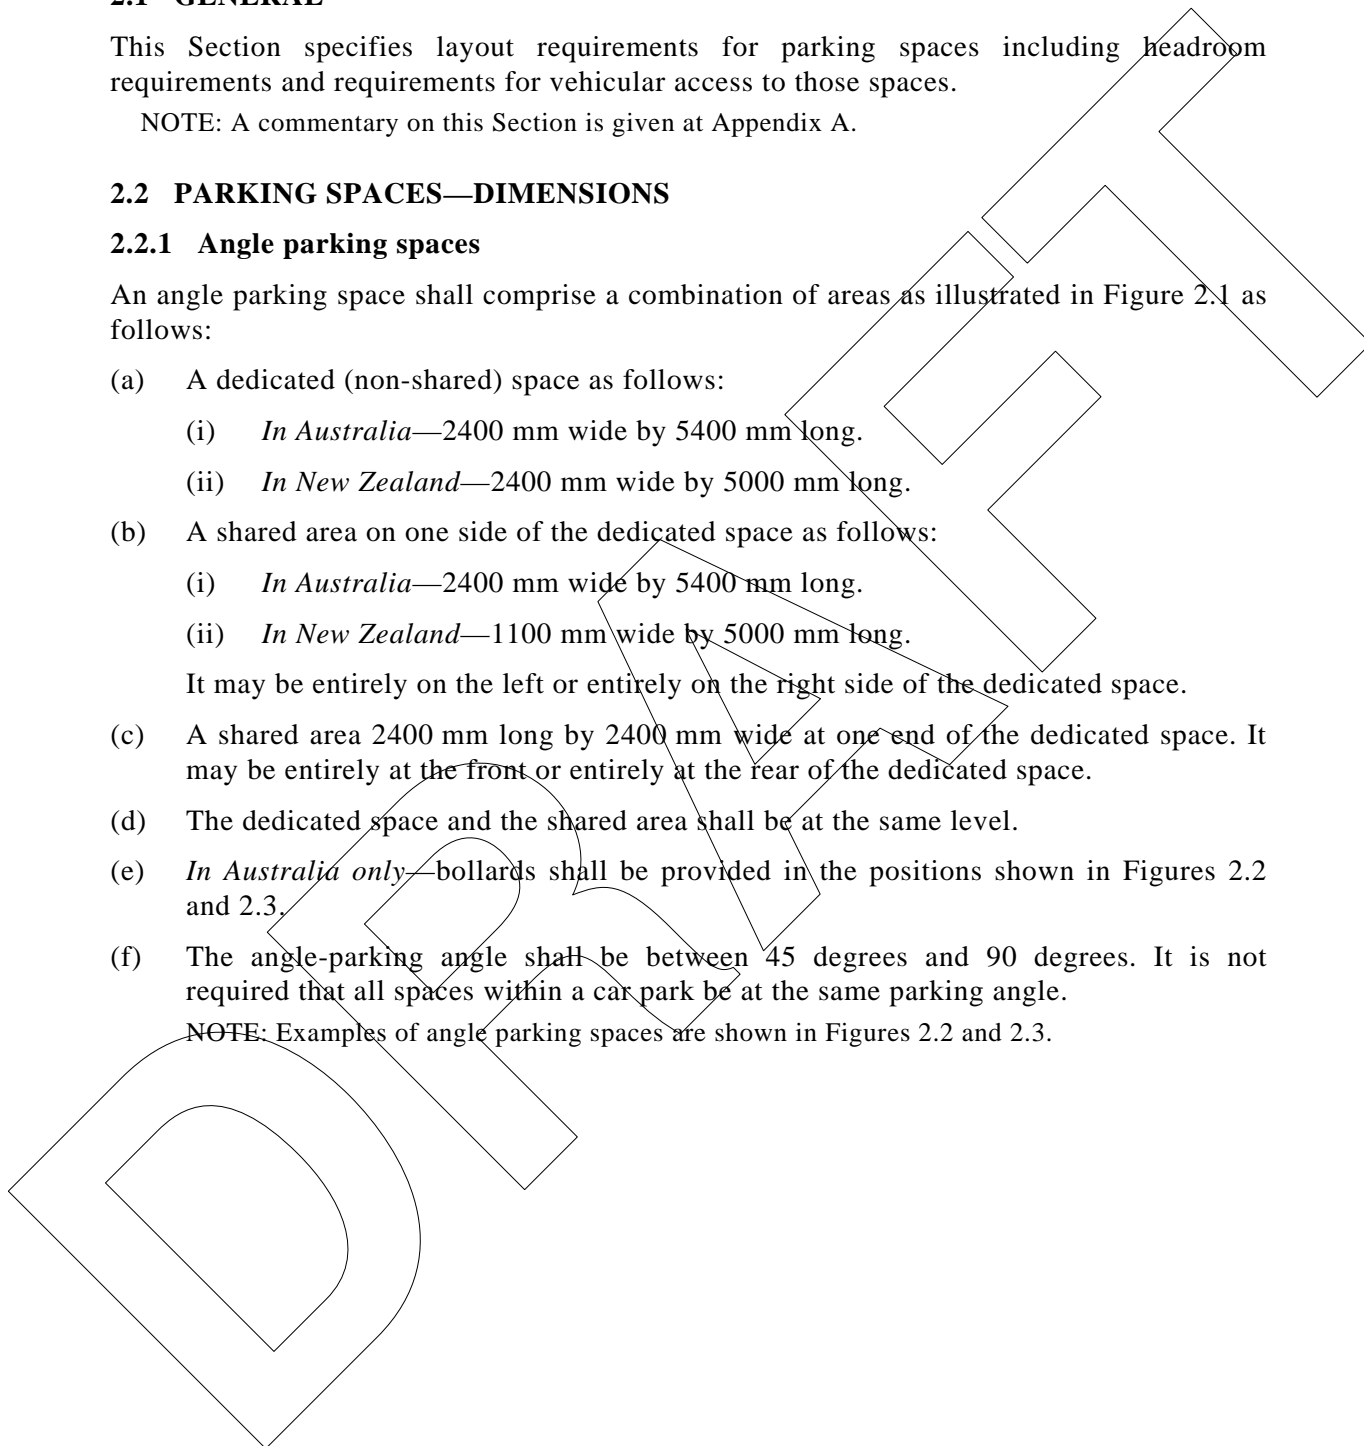 2.1 GENERAL
This Section specifies layout requirements for parking spaces including headroom
requirements and requirements for vehicular access to those spaces.
NOTE: A commentary on this Section is given at Appendix A.
2.2 PARKING SPACES—DIMENSIONS
2.2.1 Angle parking spaces
An angle parking space shall comprise a combination of areas as illustrated in Figure 2.1 as
follows:
(a) A dedicated (non-shared) space as follows:
(i) In Australia—2400 mm wide by 5400 mm long.
(ii) In New Zealand—2400 mm wide by 5000 mm long.
(b) A shared area on one side of the dedicated space as follows:
(i) In Australia—2400 mm wide by 5400 mm long.
(ii) In New Zealand—1100 mm wide by 5000 mm long.
It may be entirely on the left or entirely on the right side of the dedicated space.
(c) A shared area 2400 mm long by 2400 mm wide at one end of the dedicated space. It
may be entirely at the front or entirely at the rear of the dedicated space.
(d) The dedicated space and the shared area shall be at the same level.
(e) In Australia only—bollards shall be provided in the positions shown in Figures 2.2
and 2.3.
(f) The angle-parking angle shall be between 45 degrees and 90 degrees. It is not
required that all spaces within a car park be at the same parking angle.
NOTE: Examples of angle parking spaces are shown in Figures 2.2 and 2.3.
DRAFT